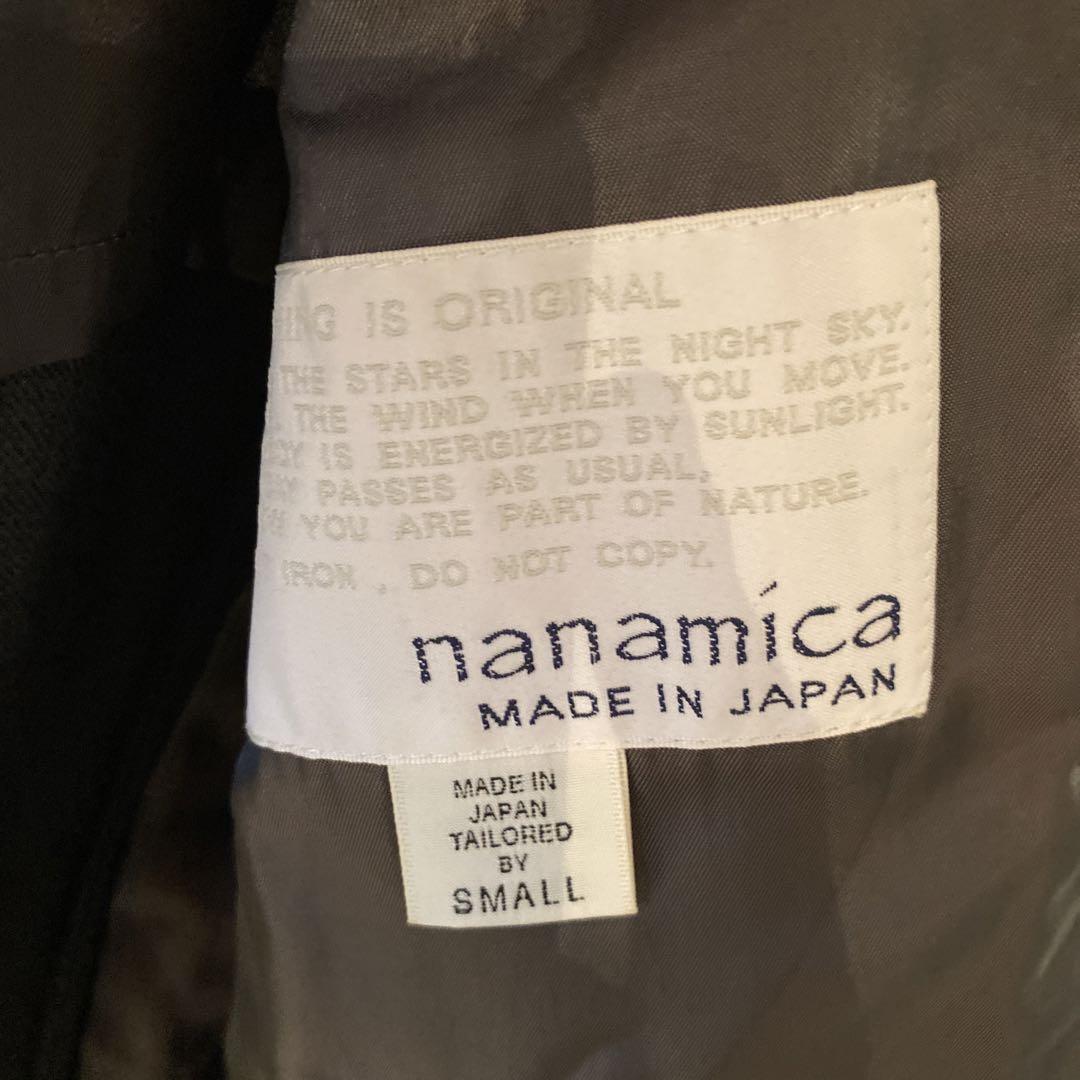 IS ORIGINAL
THE STARS IN THE NIGHT SKY.
THE WIND WHEN YOU MOVE.
IS ENERGIZED BY SUNLIGHT.
PASSES AS USUAL,
YOU ARE PART OF NATURE.
IRON , DO NOT COPY.
nanamica
MADE IN JAPAN
MADE IN
JAPAN
TAILORED
BY
SMALL